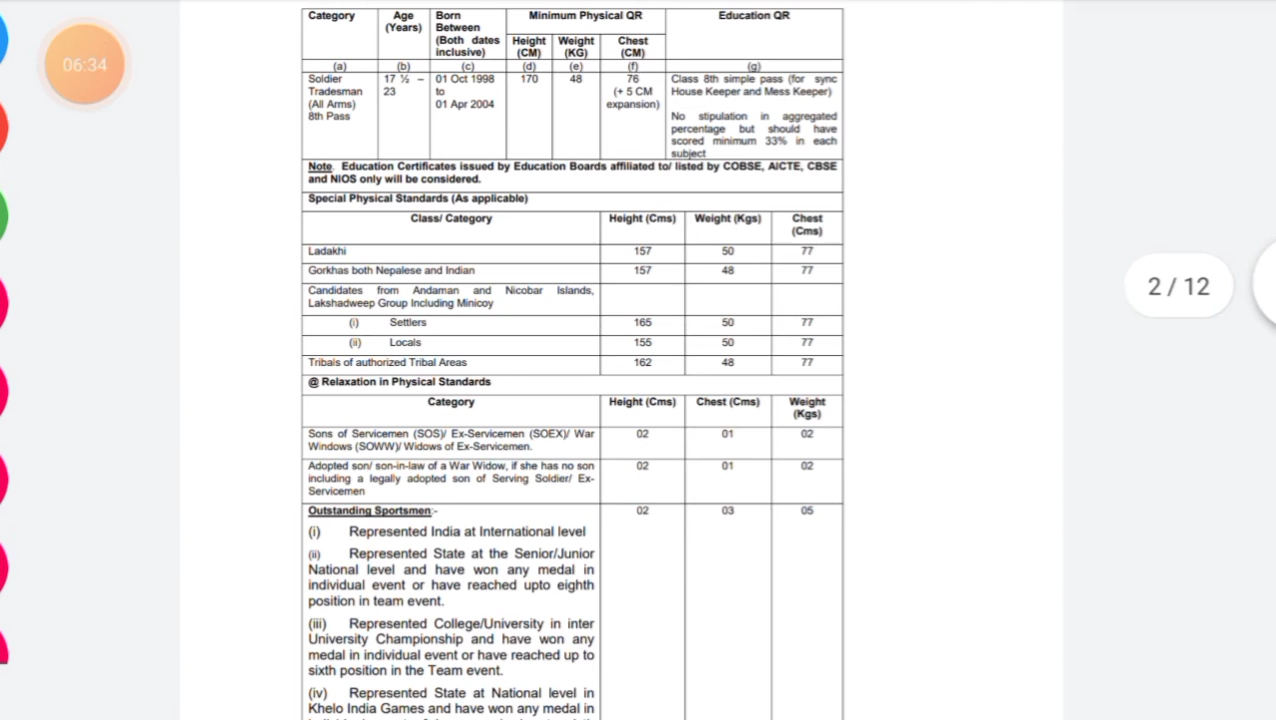 06:34
2 / 12
Category Age (Years) Born Between (Both dates inclusive) Minimum Physical QR Education QR
Height (CM) Weight (KG) Chest (CM)
(a) (b) (c) (d) (e) (f) (g)
Soldier 17 ½ – 01 Oct 1998 170 48 76 Class 8th simple pass (for sync
Tradesman 23 to (+ 5 CM House Keeper and Mess Keeper)
(All Arms) 01 Apr 2004 expansion)
8th Pass No stipulation in aggregated
percentage but should have
scored minimum 33% in each
subject
Note. Education Certificates issued by Education Boards affiliated to/ listed by COBSE, AICTE, CBSE
and NIOS only will be considered.
Special Physical Standards (As applicable)
Class/ Category Height (Cms) Weight (Kgs) Chest
(Cms)
Ladakhi 157 50 77
Gorkhas both Nepalese and Indian 157 48 77
Candidates from Andaman and Nicobar Islands,
Lakshadweep Group Including Minicoy
(i) Settlers 165 50 77
(ii) Locals 155 50 77
Tribals of authorized Tribal Areas 162 48 77
@ Relaxation in Physical Standards
Category Height (Cms) Chest (Cms) Weight
(Kgs)
Sons of Servicemen (SOS)/ Ex-Servicemen (SOEX)/ War 02 01 02
Windows (SOWW)/ Widows of Ex-Servicemen.
Adopted son/ son-in-law of a War Widow, if she has no son 02 01 02
including a legally adopted son of Serving Soldier/ Ex-
Servicemen
Outstanding Sportsmen:- 02 03 05
(i) Represented India at International level
(ii) Represented State at the Senior/Junior
National level and have won any medal in
individual event or have reached upto eighth
position in team event.
(iii) Represented College/University in inter
University Championship and have won any
medal in individual event or have reached up to
sixth position in the Team event.
(iv) Represented State at National level in
Khelo India Games and have won any medal in